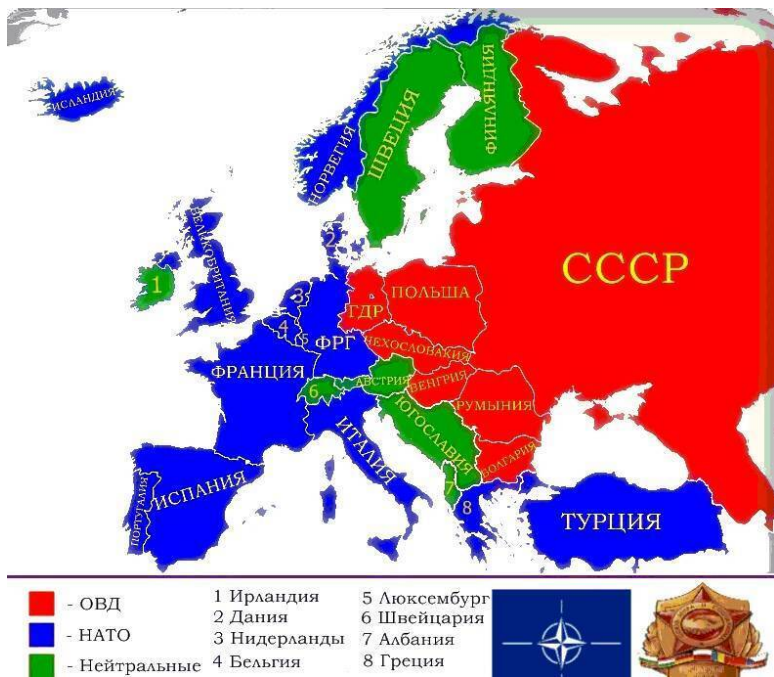 ИСЛАНДИЯ
НОРВЕГИЯ
ШВЕЦИЯ
ФИНЛЯНДИЯ
ВЕЛИКОБРИТАНИЯ
1
2
3
4
5
6
7
8
СССР
ГДР
ПОЛЬША
ФРГ
ЧЕХОСЛОВАКИЯ
ФРАНЦИЯ
АВСТРИЯ
ВЕНГРИЯ
РУМЫНИЯ
ЮГОСЛАВИЯ
БОЛГАРИЯ
ИТАЛИЯ
ПОРТУГАЛИЯ
ИСПАНИЯ
ТУРЦИЯ
- ОВД
- НАТО
- Нейтральные
1 Ирландия
2 Дания
3 Нидерланды
4 Бельгия
5 Люксембург
6 Швейцария
7 Албания
8 Греция